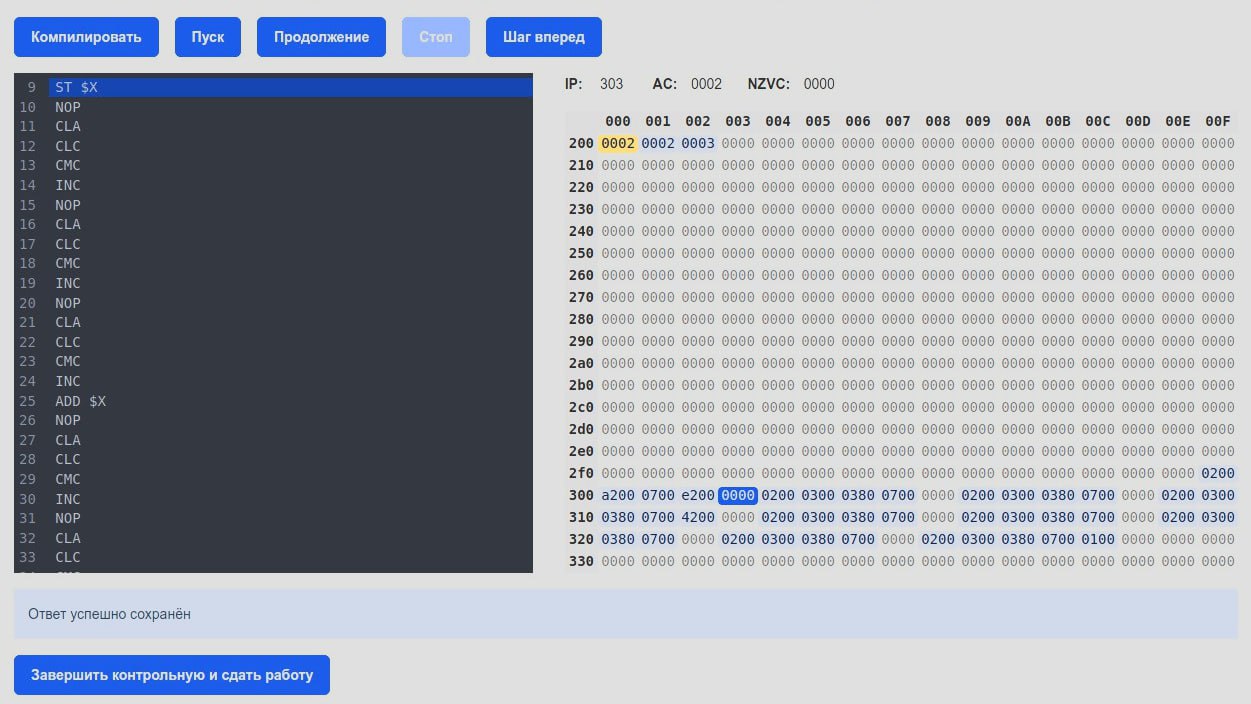 Компилировать Пуск Продолжение Стоп Шаг вперед
IP: 303 AC: 0002 NZVC: 0000
9 ST $X
10 NOP
11 CLA
12 CLC
13 CMC
14 INC
15 NOP
16 CLA
17 CLC
18 CMC
19 INC
20 NOP
21 CLA
22 CLC
23 CMC
24 INC
25 ADD $X
26 NOP
27 CLA
28 CLC
29 CMC
30 INC
31 NOP
32 CLA
33 CLC
000 001 002 003 004 005 006 007 008 009 00A 00B 00C 00D 00E 00F
200 0002 0002 0003 0000 0000 0000 0000 0000 0000 0000 0000 0000 0000 0000 0000 0000
210 0000 0000 0000 0000 0000 0000 0000 0000 0000 0000 0000 0000 0000 0000 0000 0000
220 0000 0000 0000 0000 0000 0000 0000 0000 0000 0000 0000 0000 0000 0000 0000 0000
230 0000 0000 0000 0000 0000 0000 0000 0000 0000 0000 0000 0000 0000 0000 0000 0000
240 0000 0000 0000 0000 0000 0000 0000 0000 0000 0000 0000 0000 0000 0000 0000 0000
250 0000 0000 0000 0000 0000 0000 0000 0000 0000 0000 0000 0000 0000 0000 0000 0000
260 0000 0000 0000 0000 0000 0000 0000 0000 0000 0000 0000 0000 0000 0000 0000 0000
270 0000 0000 0000 0000 0000 0000 0000 0000 0000 0000 0000 0000 0000 0000 0000 0000
280 0000 0000 0000 0000 0000 0000 0000 0000 0000 0000 0000 0000 0000 0000 0000 0000
290 0000 0000 0000 0000 0000 0000 0000 0000 0000 0000 0000 0000 0000 0000 0000 0000
2a0 0000 0000 0000 0000 0000 0000 0000 0000 0000 0000 0000 0000 0000 0000 0000 0000
2b0 0000 0000 0000 0000 0000 0000 0000 0000 0000 0000 0000 0000 0000 0000 0000 0000
2c0 0000 0000 0000 0000 0000 0000 0000 0000 0000 0000 0000 0000 0000 0000 0000 0000
2d0 0000 0000 0000 0000 0000 0000 0000 0000 0000 0000 0000 0000 0000 0000 0000 0000
2e0 0000 0000 0000 0000 0000 0000 0000 0000 0000 0000 0000 0000 0000 0000 0000 0000
2f0 0000 0000 0000 0000 0000 0000 0000 0000 0000 0000 0000 0000 0000 0000 0000 0200
300 a200 0700 e200 0000 0200 0300 0380 0700 0000 0200 0300 0380 0700 0000 0200 0300
310 0380 0700 4200 0000 0200 0300 0380 0700 0000 0200 0300 0380 0700 0000 0200 0300
320 0380 0700 0000 0200 0300 0380 0700 0000 0200 0300 0380 0700 0100 0000 0000 0000
330 0000 0000 0000 0000 0000 0000 0000 0000 0000 0000 0000 0000 0000 0000 0000 0000
Ответ успешно сохранён
Завершить контрольную и сдать работу